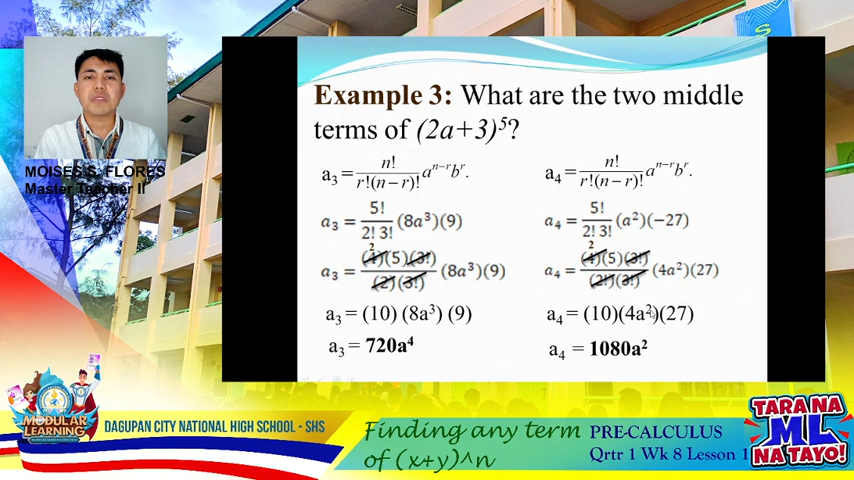 Example 3: What are the two middle
terms of (2a+3)⁵?
a₃ = n!/r!(n−r)! aⁿ⁻ʳbʳ.
a₃ = 5!/2! 3! (8a³)(9)
a₃ = (4)(5)(3!)/(2!)(3!) (8a³)(9)
2
a₃ = (10) (8a³) (9)
a₃ = 720a⁴
a₄ = n!/r!(n−r)! aⁿ⁻ʳbʳ.
a₄ = 5!/2! 3! (a²)(−27)
a₄ = (4)(5)(3!)/(2!)(3!) (4a²)(27)
2
a₄ = (10)(4a²)(27)
a₄ = 1080a²
MOISES S. FLORES
Master Teacher II
MODULAR
LEARNING
DAGUPAN CITY NATIONAL HIGH SCHOOL - SHS
Finding any term
of (x+y)^n
PRE-CALCULUS
Qrtr 1 Wk 8 Lesson 1
TARA NA
ML
NA TAYO!